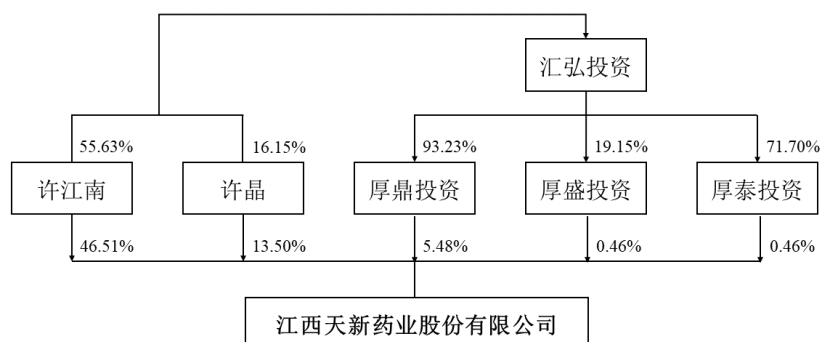 汇弘投资
55.63%
16.15%
93.23%
19.15%
71.70%
许江南
许晶
厚鼎投资
厚盛投资
厚泰投资
46.51%
13.50%
5.48%
0.46%
0.46%
江西天新药业股份有限公司